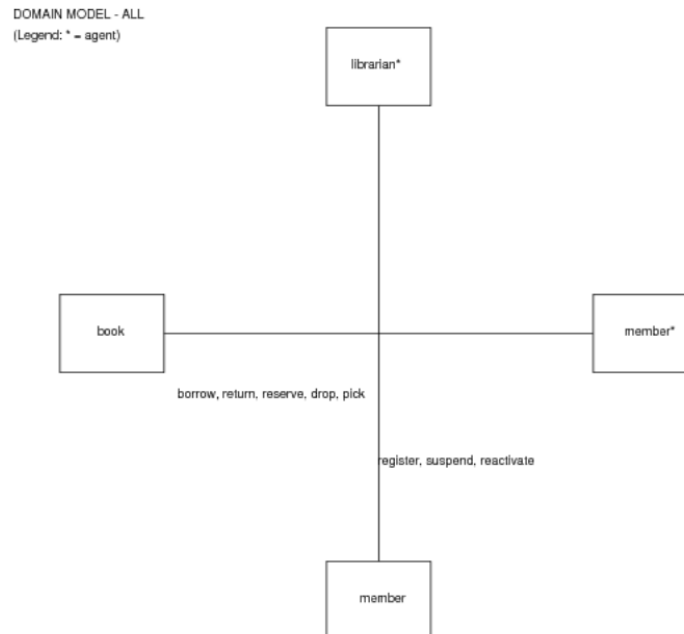 DOMAIN MODEL - ALL
(Legend: * = agent)
librarian*
book
member*
borrow, return, reserve, drop, pick
register, suspend, reactivate
member